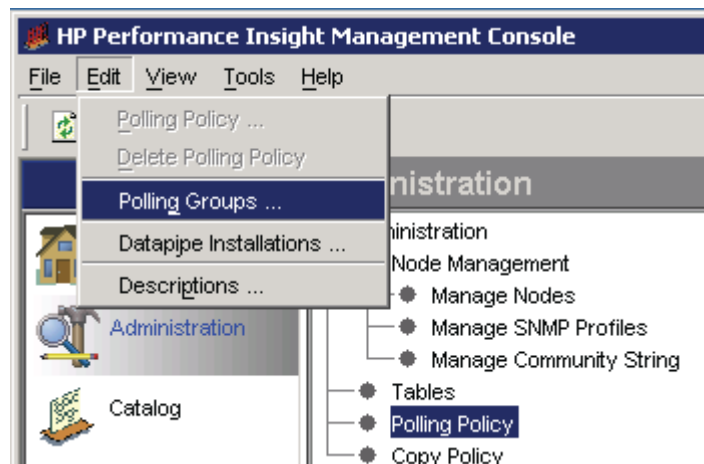 HP Performance Insight Management Console
File Edit View Tools Help
Polling Policy ...
Delete Polling Policy
Polling Groups ...
Datapipe Installations ...
Descriptions ...
nistration
ninistration
Node Management
Manage Nodes
Manage SNMP Profiles
Manage Community String
Tables
Polling Policy
Copy Policy
Administration
Catalog